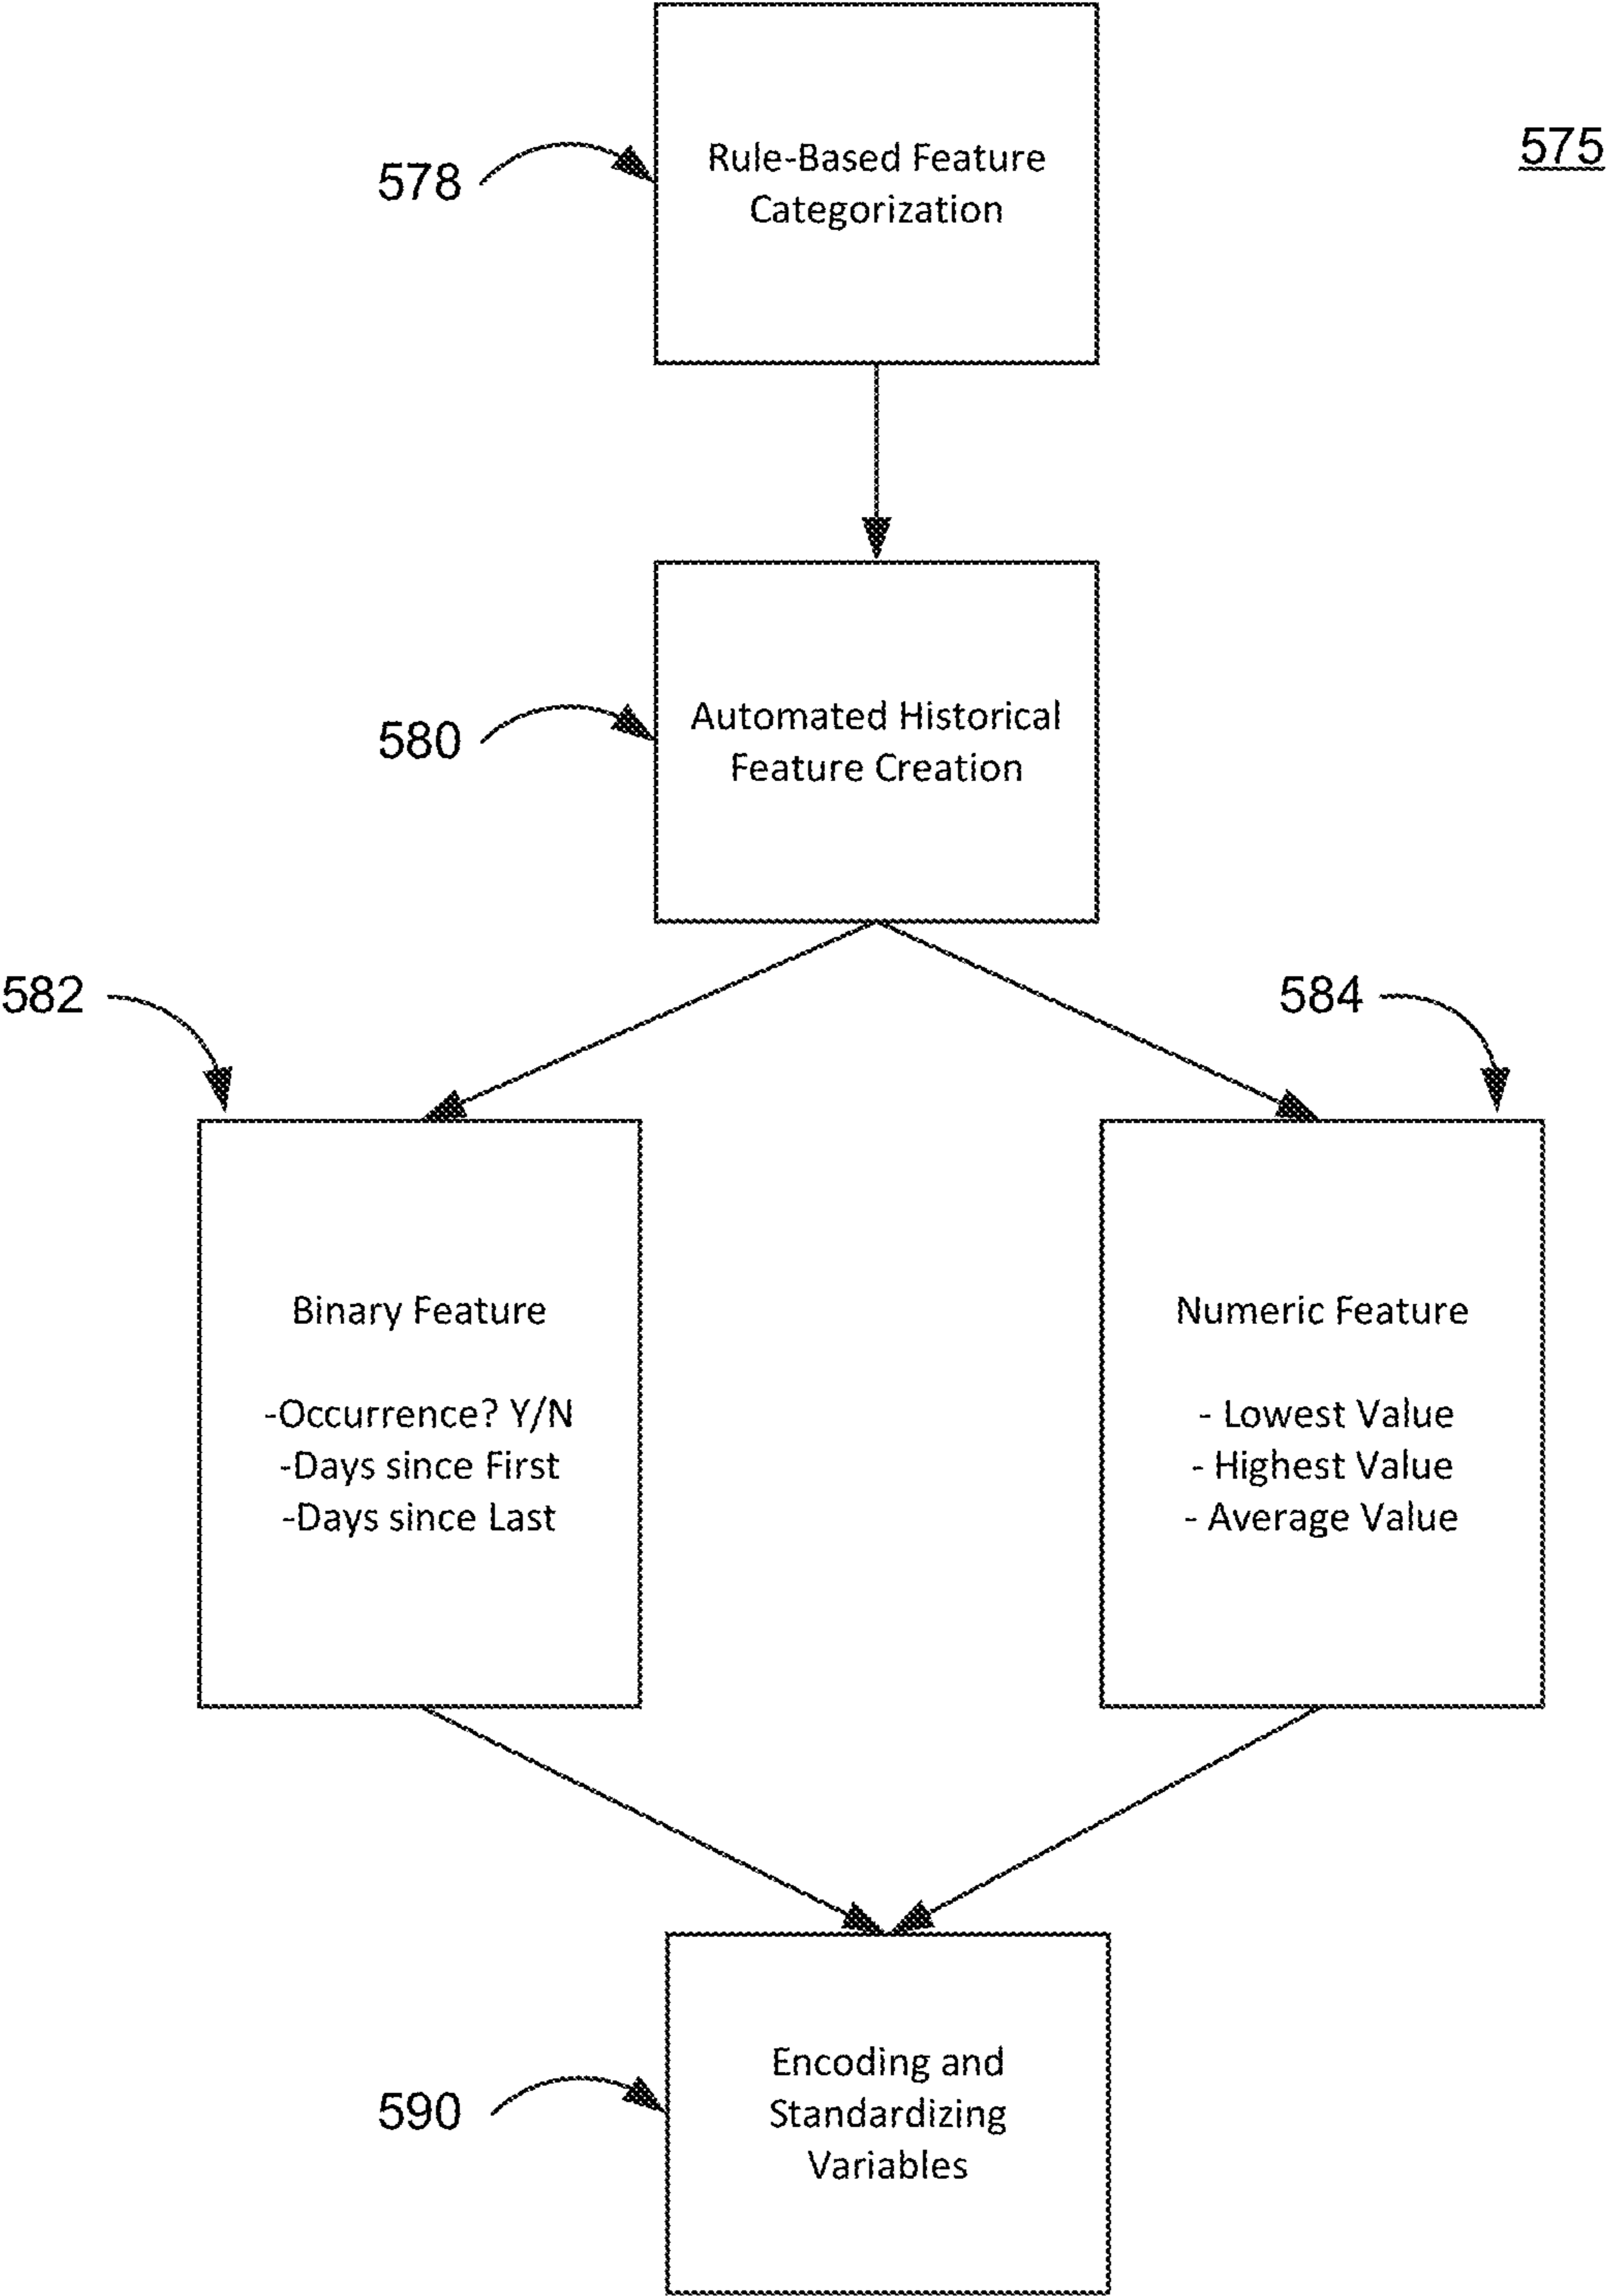 575
578
Rule-Based Feature
Categorization
580
Automated Historical
Feature Creation
582
584
Binary Feature
-Occurrence? Y/N
-Days since First
-Days since Last
Numeric Feature
- Lowest Value
- Highest Value
- Average Value
590
Encoding and
Standardizing
Variables